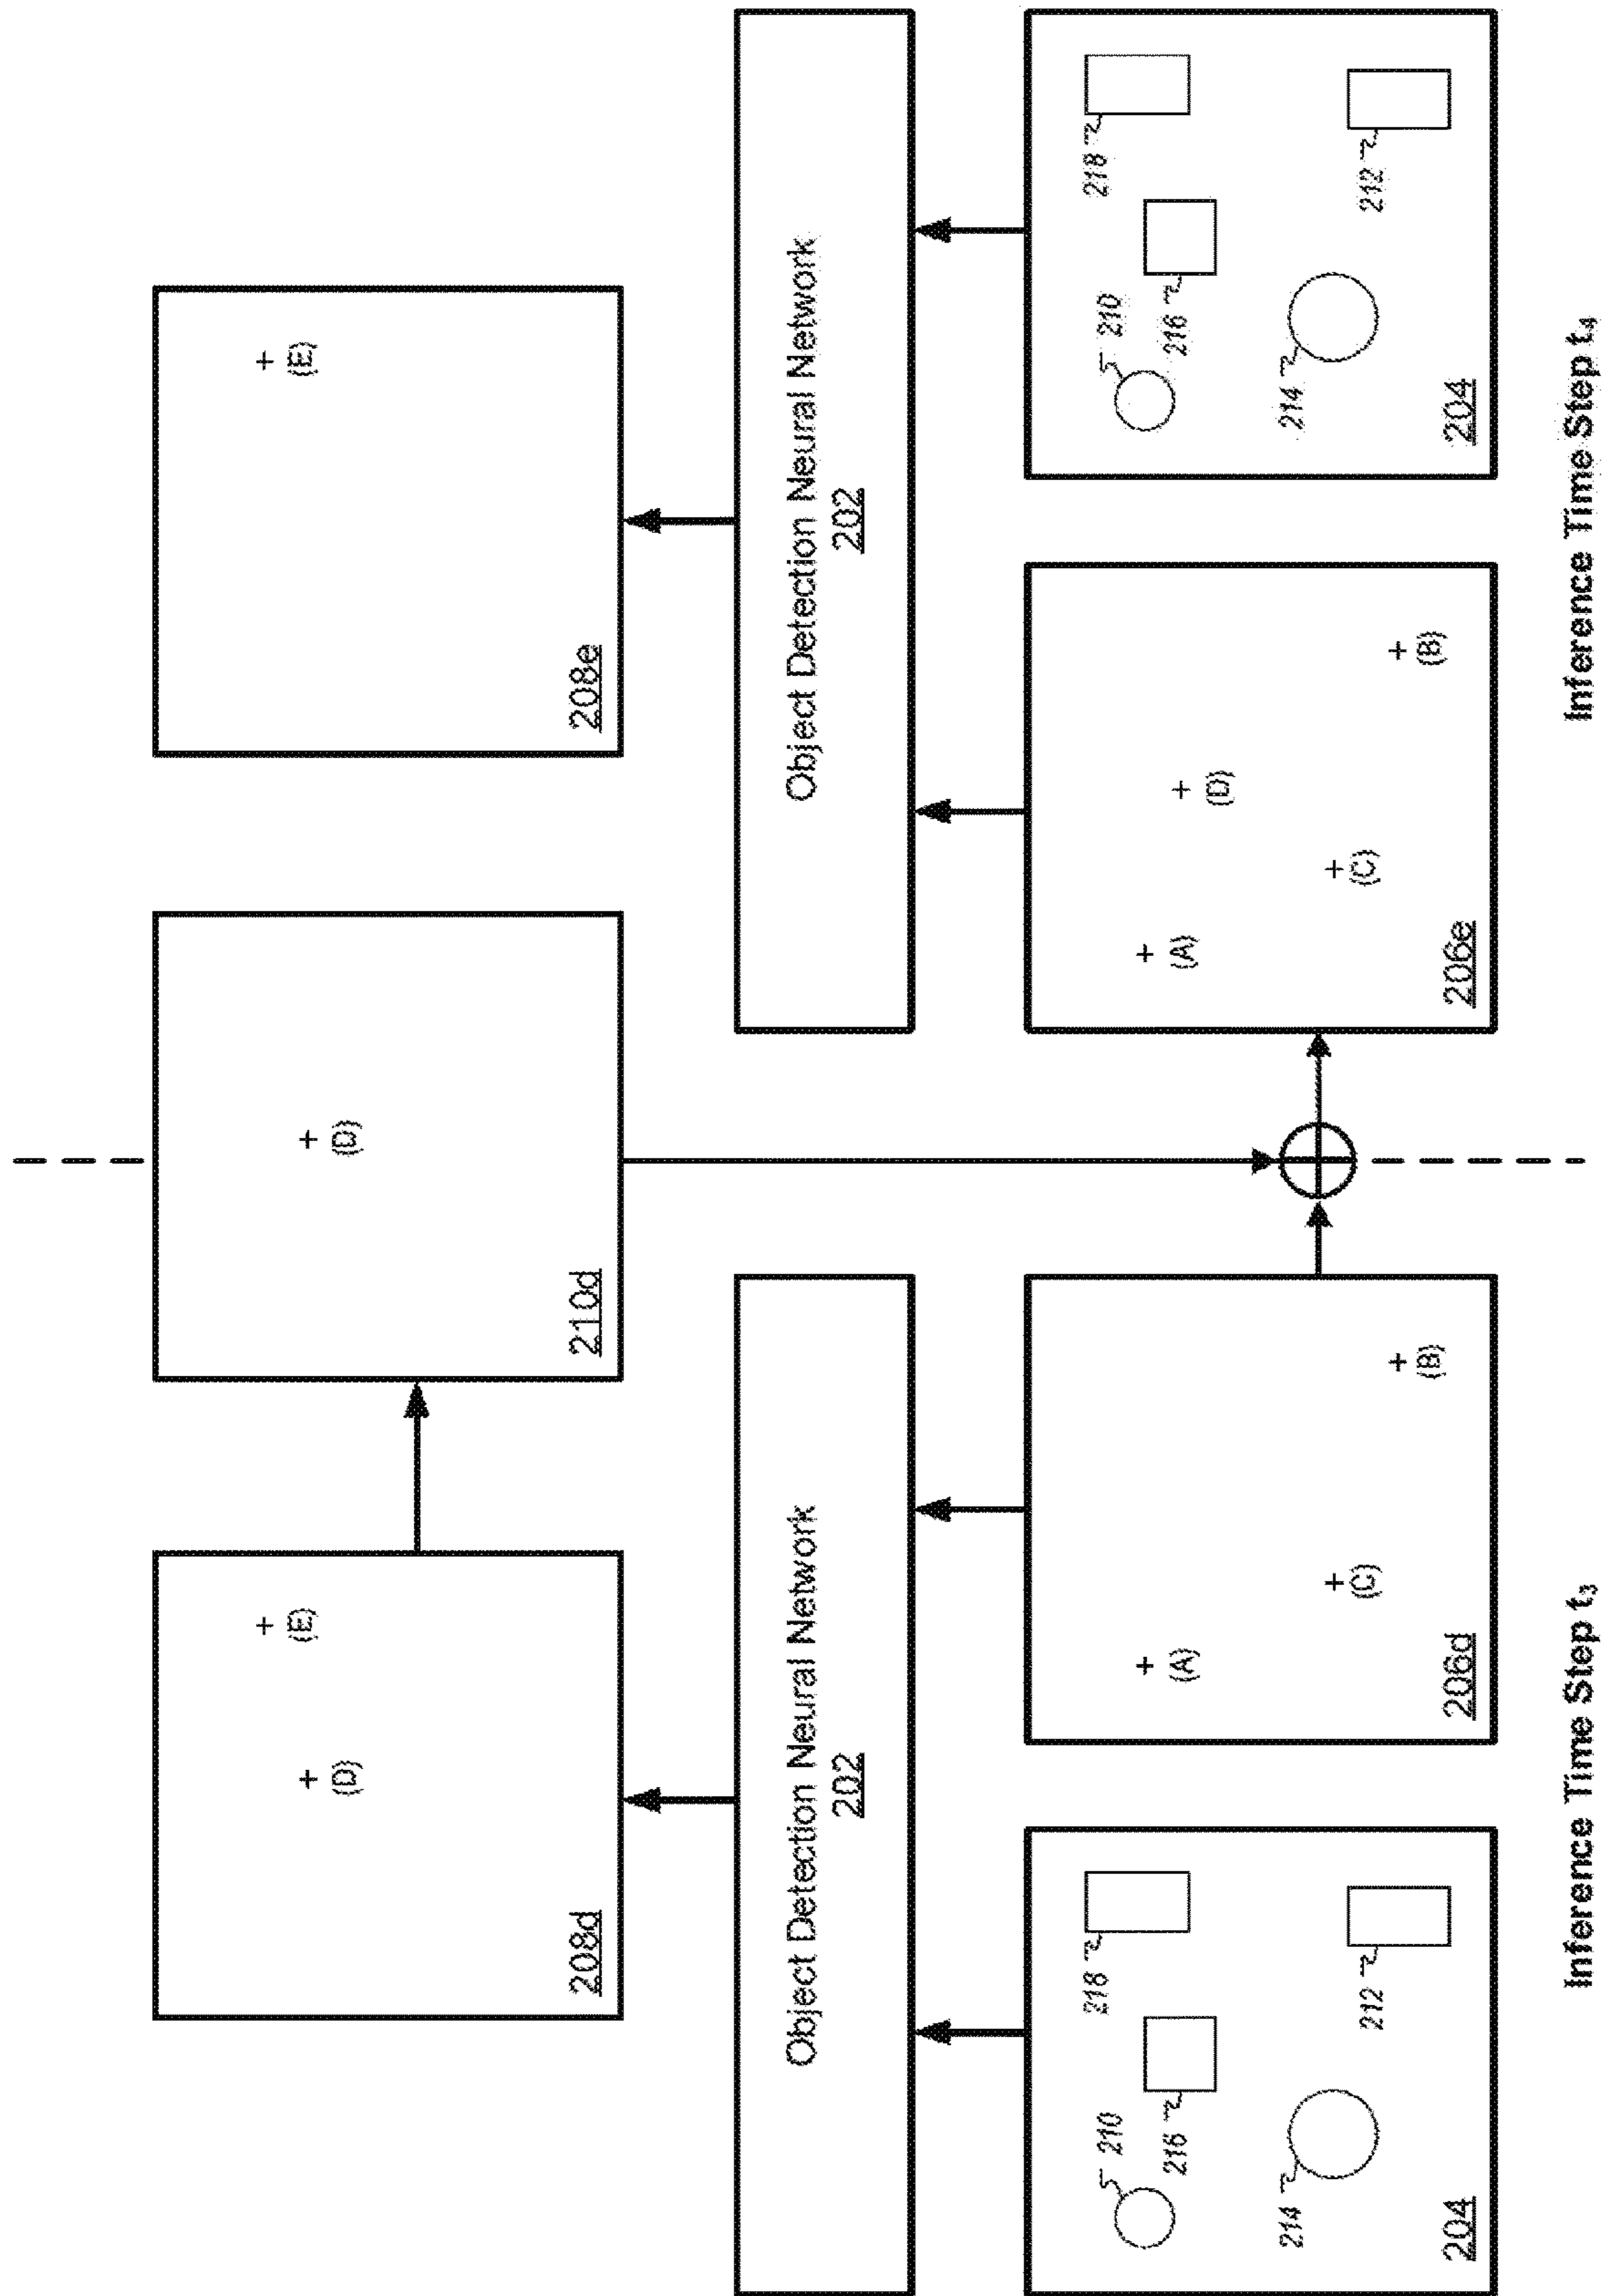 +
(D)
+
(E)
208d
+
(D)
210d
+
(E)
208e
Object Detection Neural Network
202
Object Detection Neural Network
202
210
218
216
214
212
204
+
(A)
+
(C)
+
(B)
206d
+
(A)
+
(D)
+
(C)
+
(B)
206e
210
218
216
214
212
204
Inference Time Step t3
Inference Time Step t4